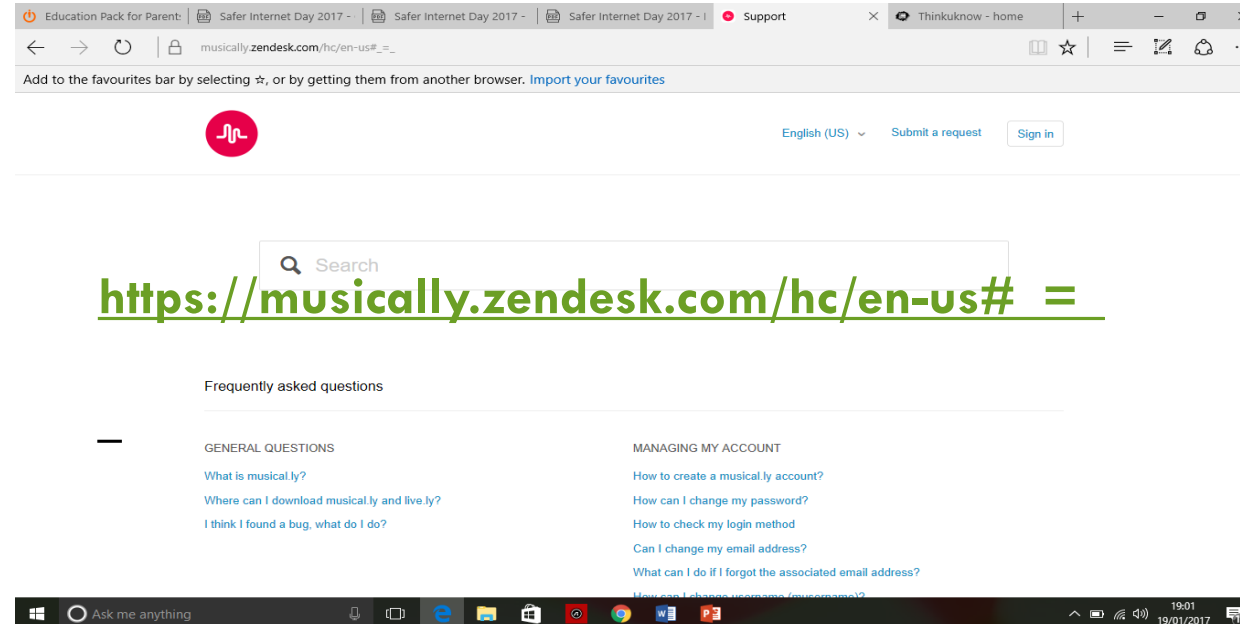 Education Pack for Parents
Safer Internet Day 2017 -
Safer Internet Day 2017 -
Safer Internet Day 2017 - I
Support
Thinkuknow - home
musically.zendesk.com/hc/en-us#_=_
Add to the favourites bar by selecting ☆, or by getting them from another browser. Import your favourites
English (US)
Submit a request
Sign in
Search
https://musically.zendesk.com/hc/en-us#_=_
Frequently asked questions
GENERAL QUESTIONS
What is musical.ly?
Where can I download musical.ly and live.ly?
I think I found a bug, what do I do?
MANAGING MY ACCOUNT
How to create a musical.ly account?
How can I change my password?
How to check my login method
Can I change my email address?
What can I do if I forgot the associated email address?
How can I change username (musername)?
Ask me anything
19:01
19/01/2017